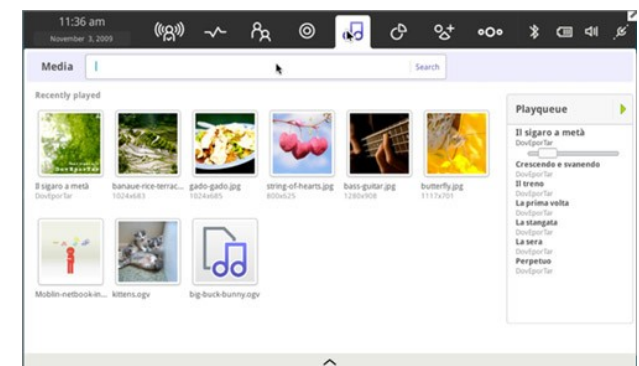 11:36 am
November 3, 2009
Media
Search
Recently played
Il sigaro a metà
DovEporTar
banaue-rice-terrac...
1024x683
gado-gado.jpg
1024x685
string-of-hearts.jpg
800x625
bass-guitar.jpg
1280x908
butterfly.jpg
1117x701
Moblin-netbook-in...
kittens.ogv
big-buck-bunny.ogv
Playqueue
Il sigaro a metà
DovEporTar
Crescendo e svanendo
DovEporTar
Il treno
DovEporTar
La prima volta
DovEporTar
La stangata
DovEporTar
La sera
DovEporTar
Perpetuo
DovEporTar